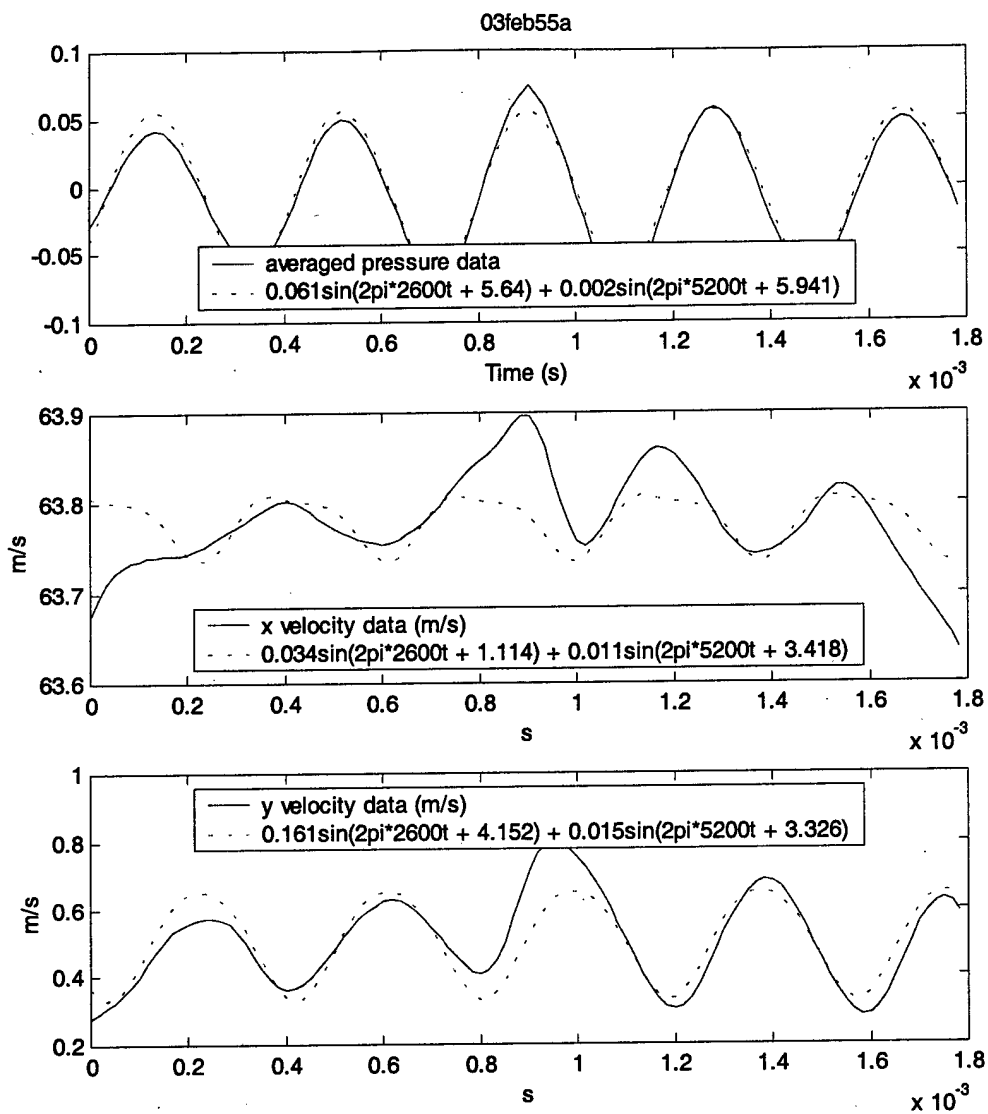 03feb55a
0.1
0.05
0
-0.05
-0.1
averaged pressure data
0.061sin(2pi*2600t + 5.64) + 0.002sin(2pi*5200t + 5.941)
0 0.2 0.4 0.6 0.8 1 1.2 1.4 1.6 1.8
Time (s)
x 10-3
63.9
63.8
63.7
63.6
m/s
x velocity data (m/s)
0.034sin(2pi*2600t + 1.114) + 0.011sin(2pi*5200t + 3.418)
0 0.2 0.4 0.6 0.8 1 1.2 1.4 1.6 1.8
s
x 10-3
1
0.8
0.6
0.4
0.2
m/s
y velocity data (m/s)
0.161sin(2pi*2600t + 4.152) + 0.015sin(2pi*5200t + 3.326)
0 0.2 0.4 0.6 0.8 1 1.2 1.4 1.6 1.8
s
x 10-3